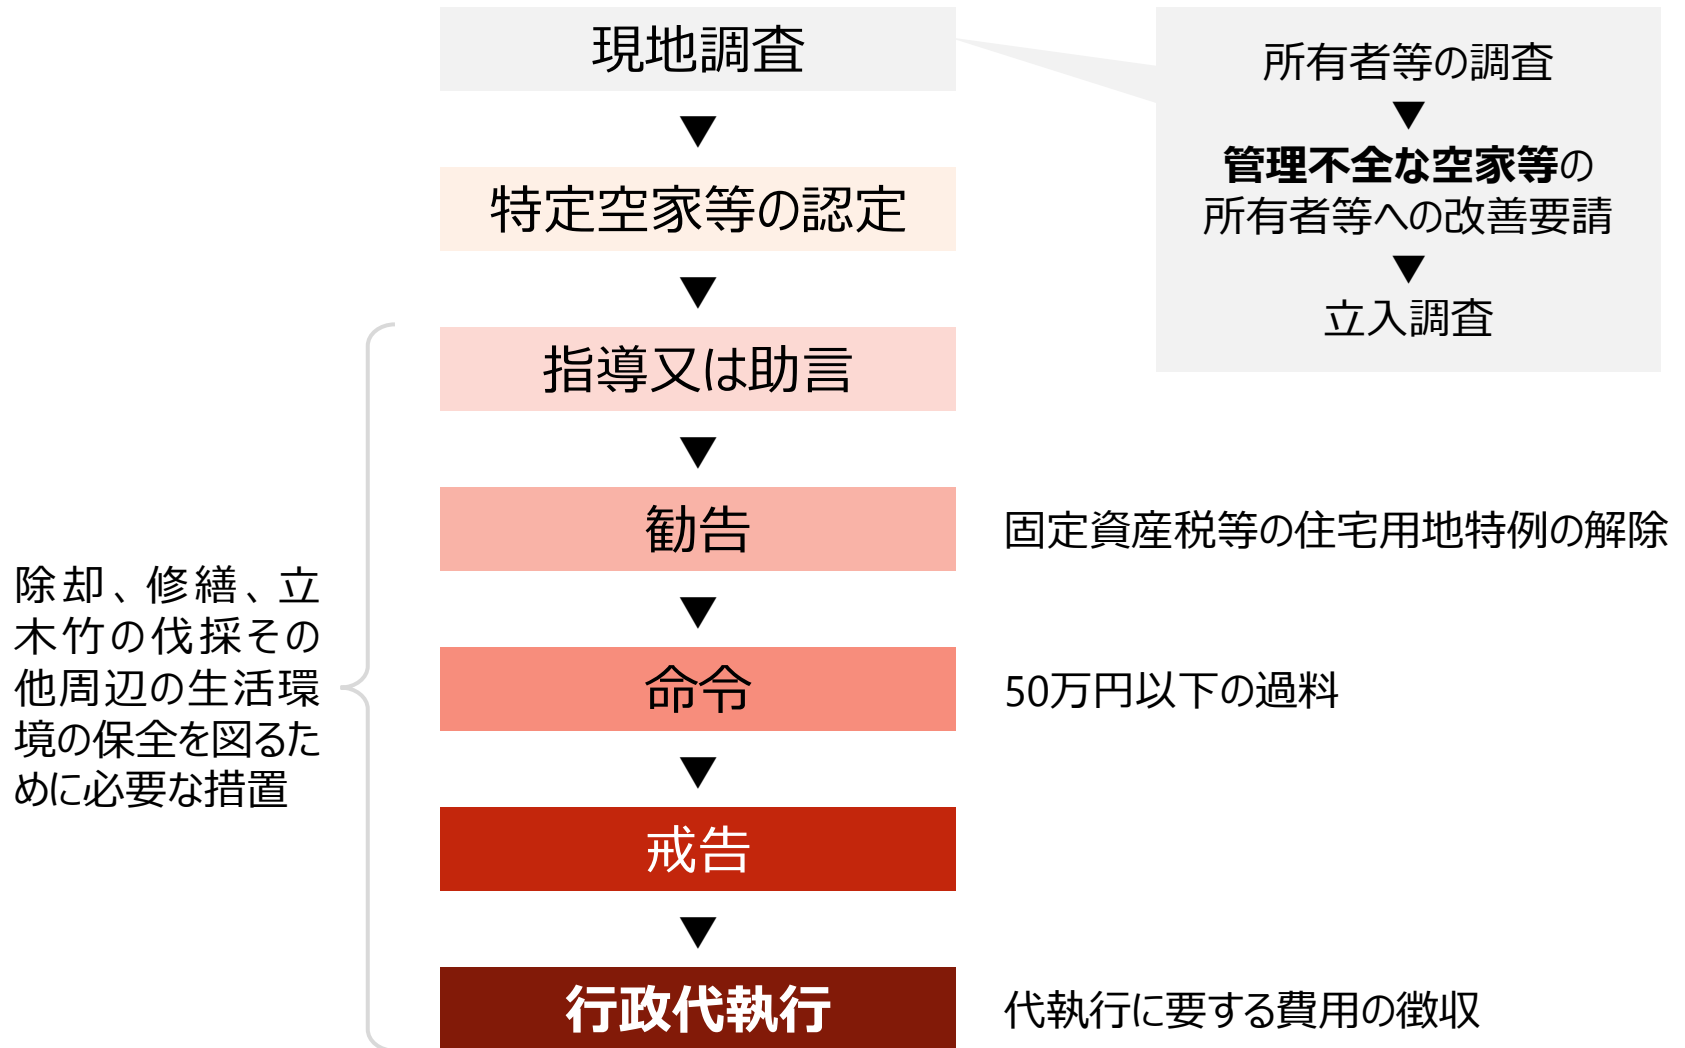 現地調査
▼
特定空家等の認定
▼
指導又は助言
▼
勧告
▼
命令
▼
戒告
▼
行政代執行
所有者等の調査
▼
管理不全な空家等の
所有者等への改善要請
▼
立入調査
固定資産税等の住宅用地特例の解除
50万円以下の過料
代執行に要する費用の徴収
除却、修繕、立
木竹の伐採その
他周辺の生活環
境の保全を図るた
めに必要な措置